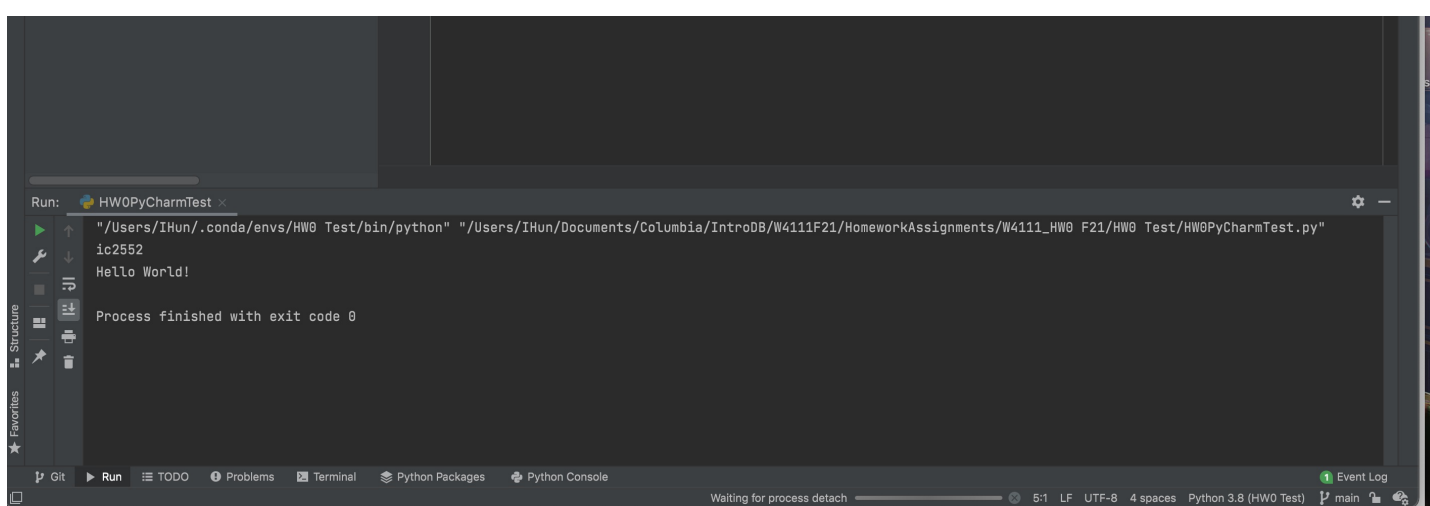 Run: HW0PyCharmTest
"/Users/IHun/.conda/envs/HW0 Test/bin/python" "/Users/IHun/Documents/Columbia/IntroDB/W4111F21/HomeworkAssignments/W4111_HW0 F21/HW0 Test/HW0PyCharmTest.py"
ic2552
Hello World!
Process finished with exit code 0
Structure
Favorites
Git Run TODO Problems Terminal Python Packages Python Console 1 Event Log
Waiting for process detach 5:1 LF UTF-8 4 spaces Python 3.8 (HW0 Test) main